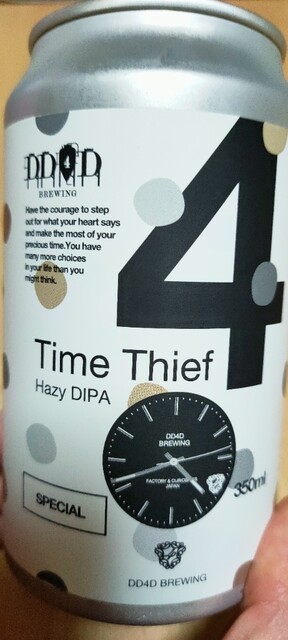 DD4D
BREWING
Have the courage to step
out for what your heart says
and make the most of your
precious time.You have
many more choices
in your life than you
might think.
4
Time Thief
Hazy DIPA
DD4D
BREWING
FACTORY &
JAPAN
350ml
SPECIAL
DD4D BREWING